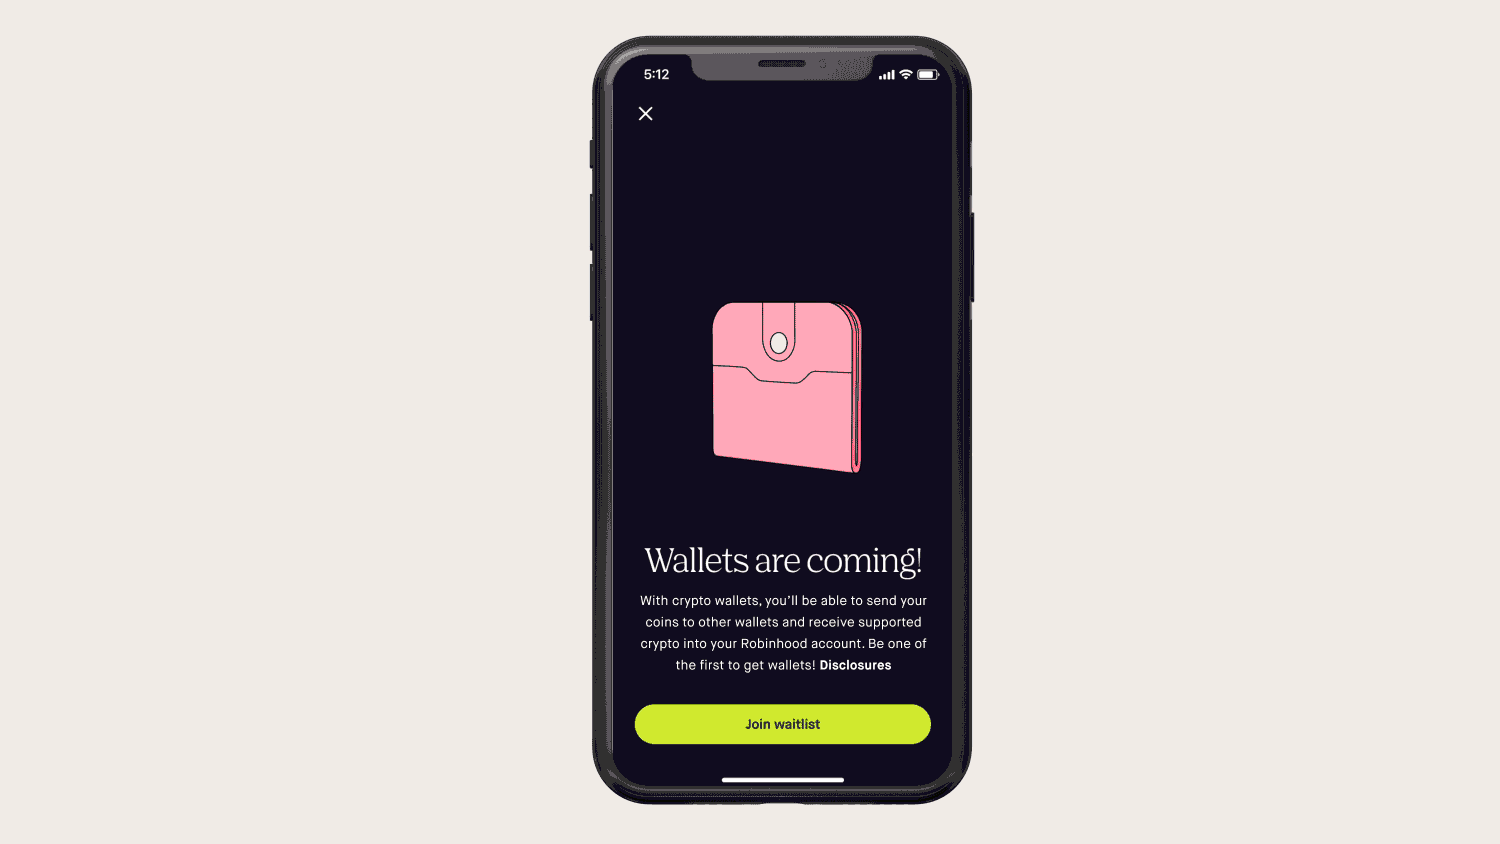 5:12
Wallets are coming!
With crypto wallets, you'll be able to send your
coins to other wallets and receive supported
crypto into your Robinhood account. Be one of
the first to get wallets! Disclosures
Join waitlist